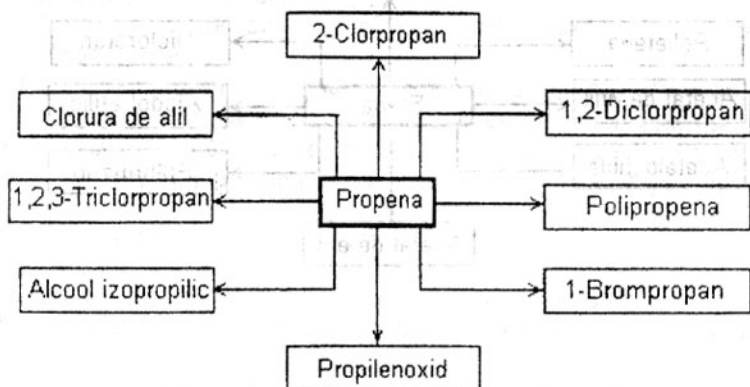 2-Clorpropan
Clorura de alil
1,2-Diclorpropan
1,2,3-Triclorpropan
Propena
Polipropena
Alcool izopropilic
1-Brompropan
Propilenoxid